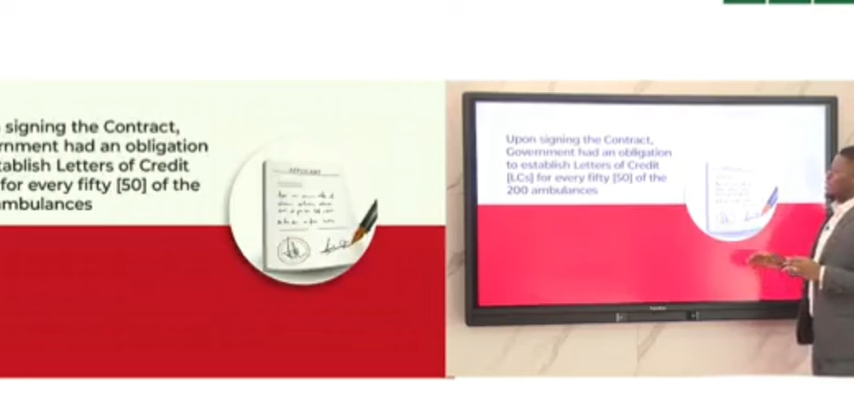 signing the Contract,
rnment had an obligation
tablish Letters of Credit
for every fifty [50] of the
mbulances
Upon signing the Contract,
Government had an obligation
to establish Letters of Credit
[LCs] for every fifty [50] of the
200 ambulances